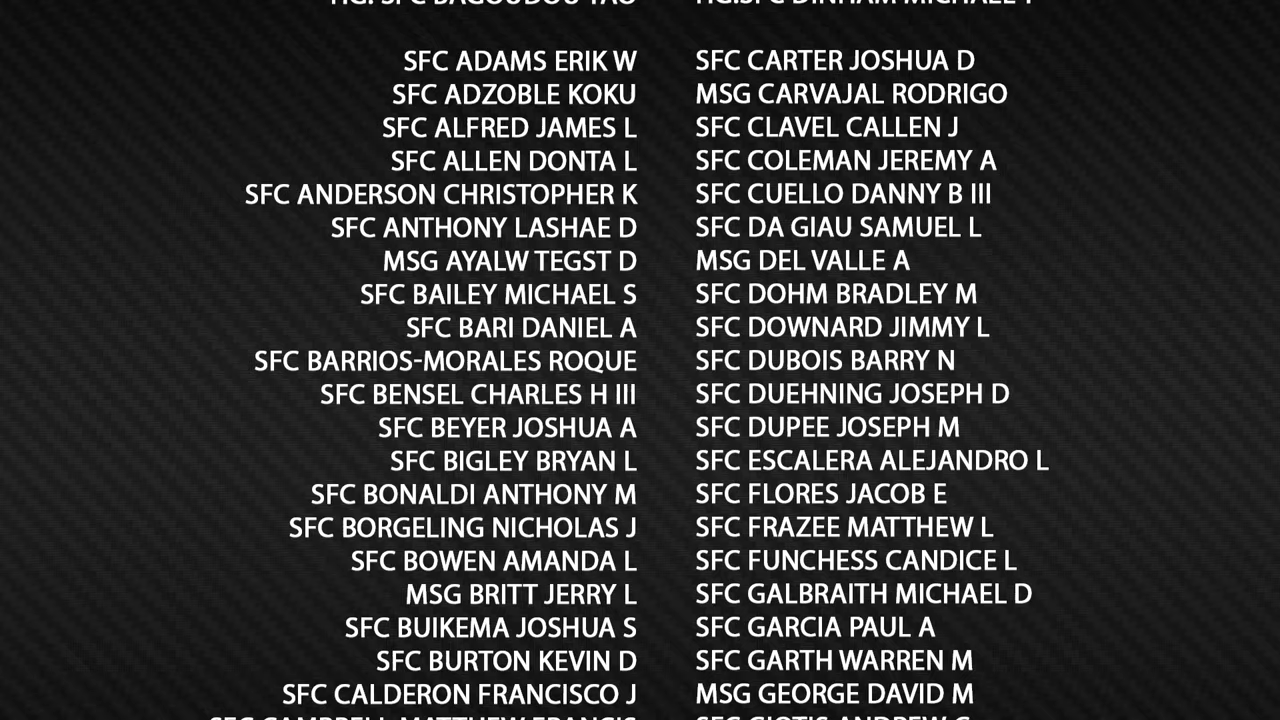 SFC ADAMS ERIK W
SFC ADZOBLE KOKU
SFC ALFRED JAMES L
SFC ALLEN DONTA L
SFC ANDERSON CHRISTOPHER K
SFC ANTHONY LASHAE D
MSG AYALW TEGST D
SFC BAILEY MICHAEL S
SFC BARI DANIEL A
SFC BARRIOS-MORALES ROQUE
SFC BENSEL CHARLES H III
SFC BEYER JOSHUA A
SFC BIGLEY BRYAN L
SFC BONALDI ANTHONY M
SFC BORGELING NICHOLAS J
SFC BOWEN AMANDA L
MSG BRITT JERRY L
SFC BUIKEMA JOSHUA S
SFC BURTON KEVIN D
SFC CALDERON FRANCISCO J
SFC CARTER JOSHUA D
MSG CARVAJAL RODRIGO
SFC CLAVEL CALLEN J
SFC COLEMAN JEREMY A
SFC CUELLO DANNY B III
SFC DA GIAU SAMUEL L
MSG DEL VALLE A
SFC DOHM BRADLEY M
SFC DOWNARD JIMMY L
SFC DUBOIS BARRY N
SFC DUEHNING JOSEPH D
SFC DUPEE JOSEPH M
SFC ESCALERA ALEJANDRO L
SFC FLORES JACOB E
SFC FRAZEE MATTHEW L
SFC FUNCHESS CANDICE L
SFC GALBRAITH MICHAEL D
SFC GARCIA PAUL A
SFC GARTH WARREN M
MSG GEORGE DAVID M